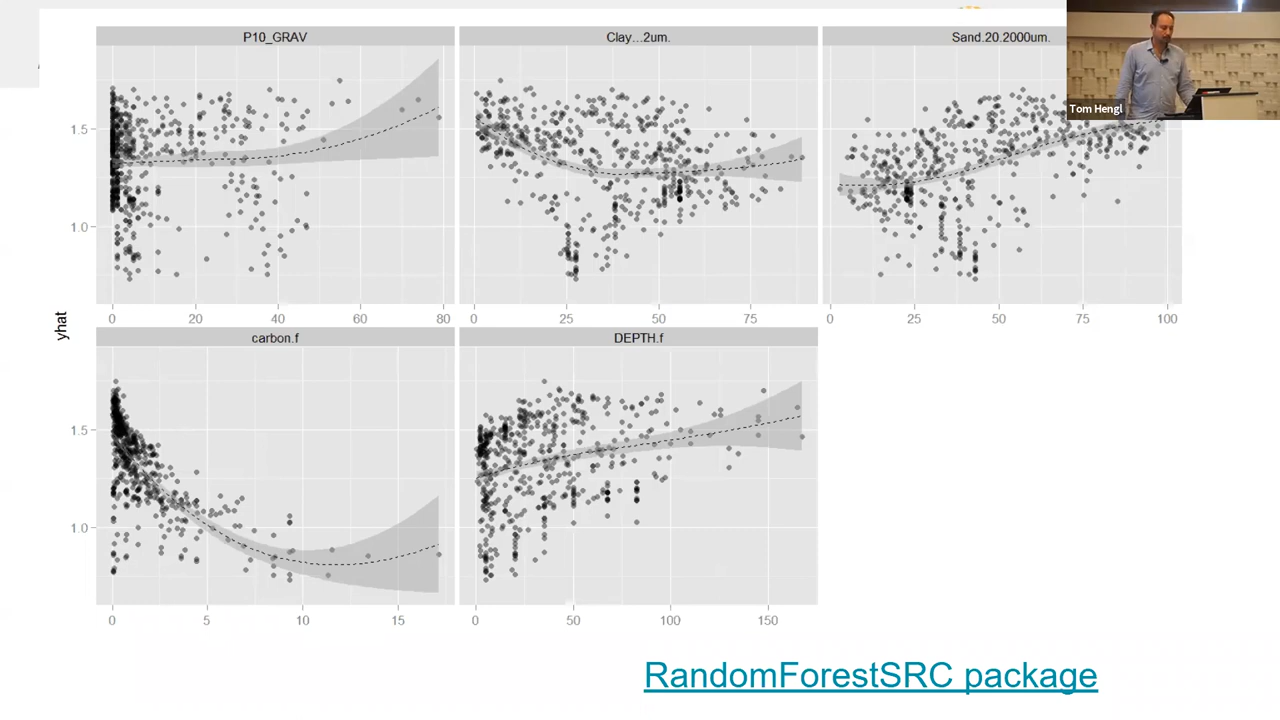 P10_GRAV
Clay...2um.
Sand.20.2000um.
Tom Hengl
1.5
1.0
0 20 40 60 80
0 25 50 75
0 25 50 75 100
yhat
carbon.f
DEPTH.f
1.5
1.0
0 5 10 15
0 50 100 150
RandomForestSRC package